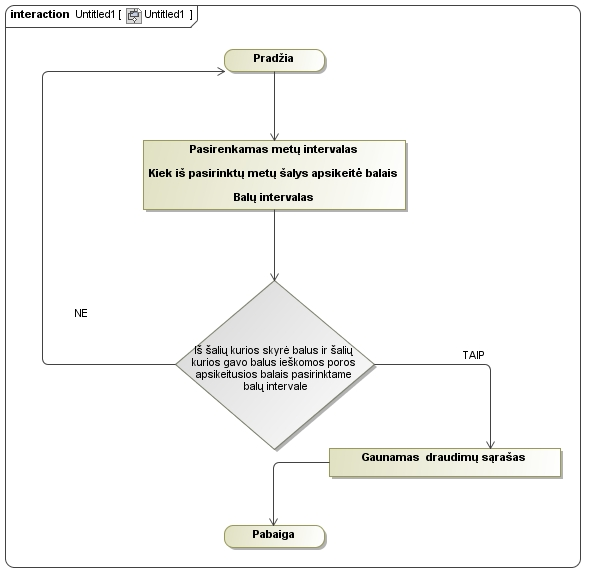 interaction Untitled1 [ Untitled1 ]
Pradžia
Pasirenkamas metų intervalas
Kiek iš pasirinktų metų šalys apsikeitė balais
Balų intervalas
NE
Iš šalių kurios skyrė balus ir šalių
kurios gavo balus ieškomos poros
apsikeitusios balais pasirinktame
balų intervale
TAIP
Gaunamas draudimų sąrašas
Pabaiga